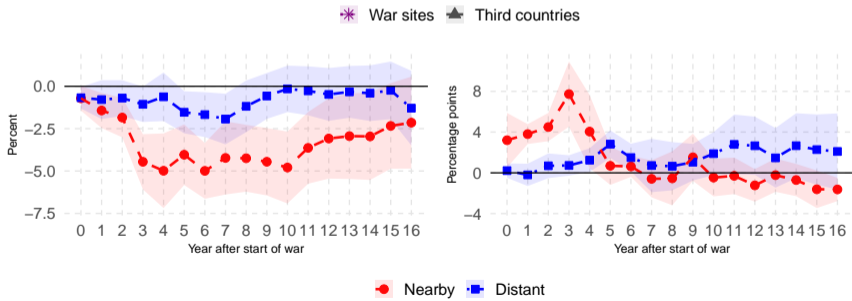 War sites Third countries
Percent
0.0
−2.5
−5.0
−7.5
0 1 2 3 4 5 6 7 8 9 10 11 12 13 14 15 16
Year after start of war
Percentage points
8
4
0
−4
0 1 2 3 4 5 6 7 8 9 10 11 12 13 14 15 16
Year after start of war
Nearby Distant